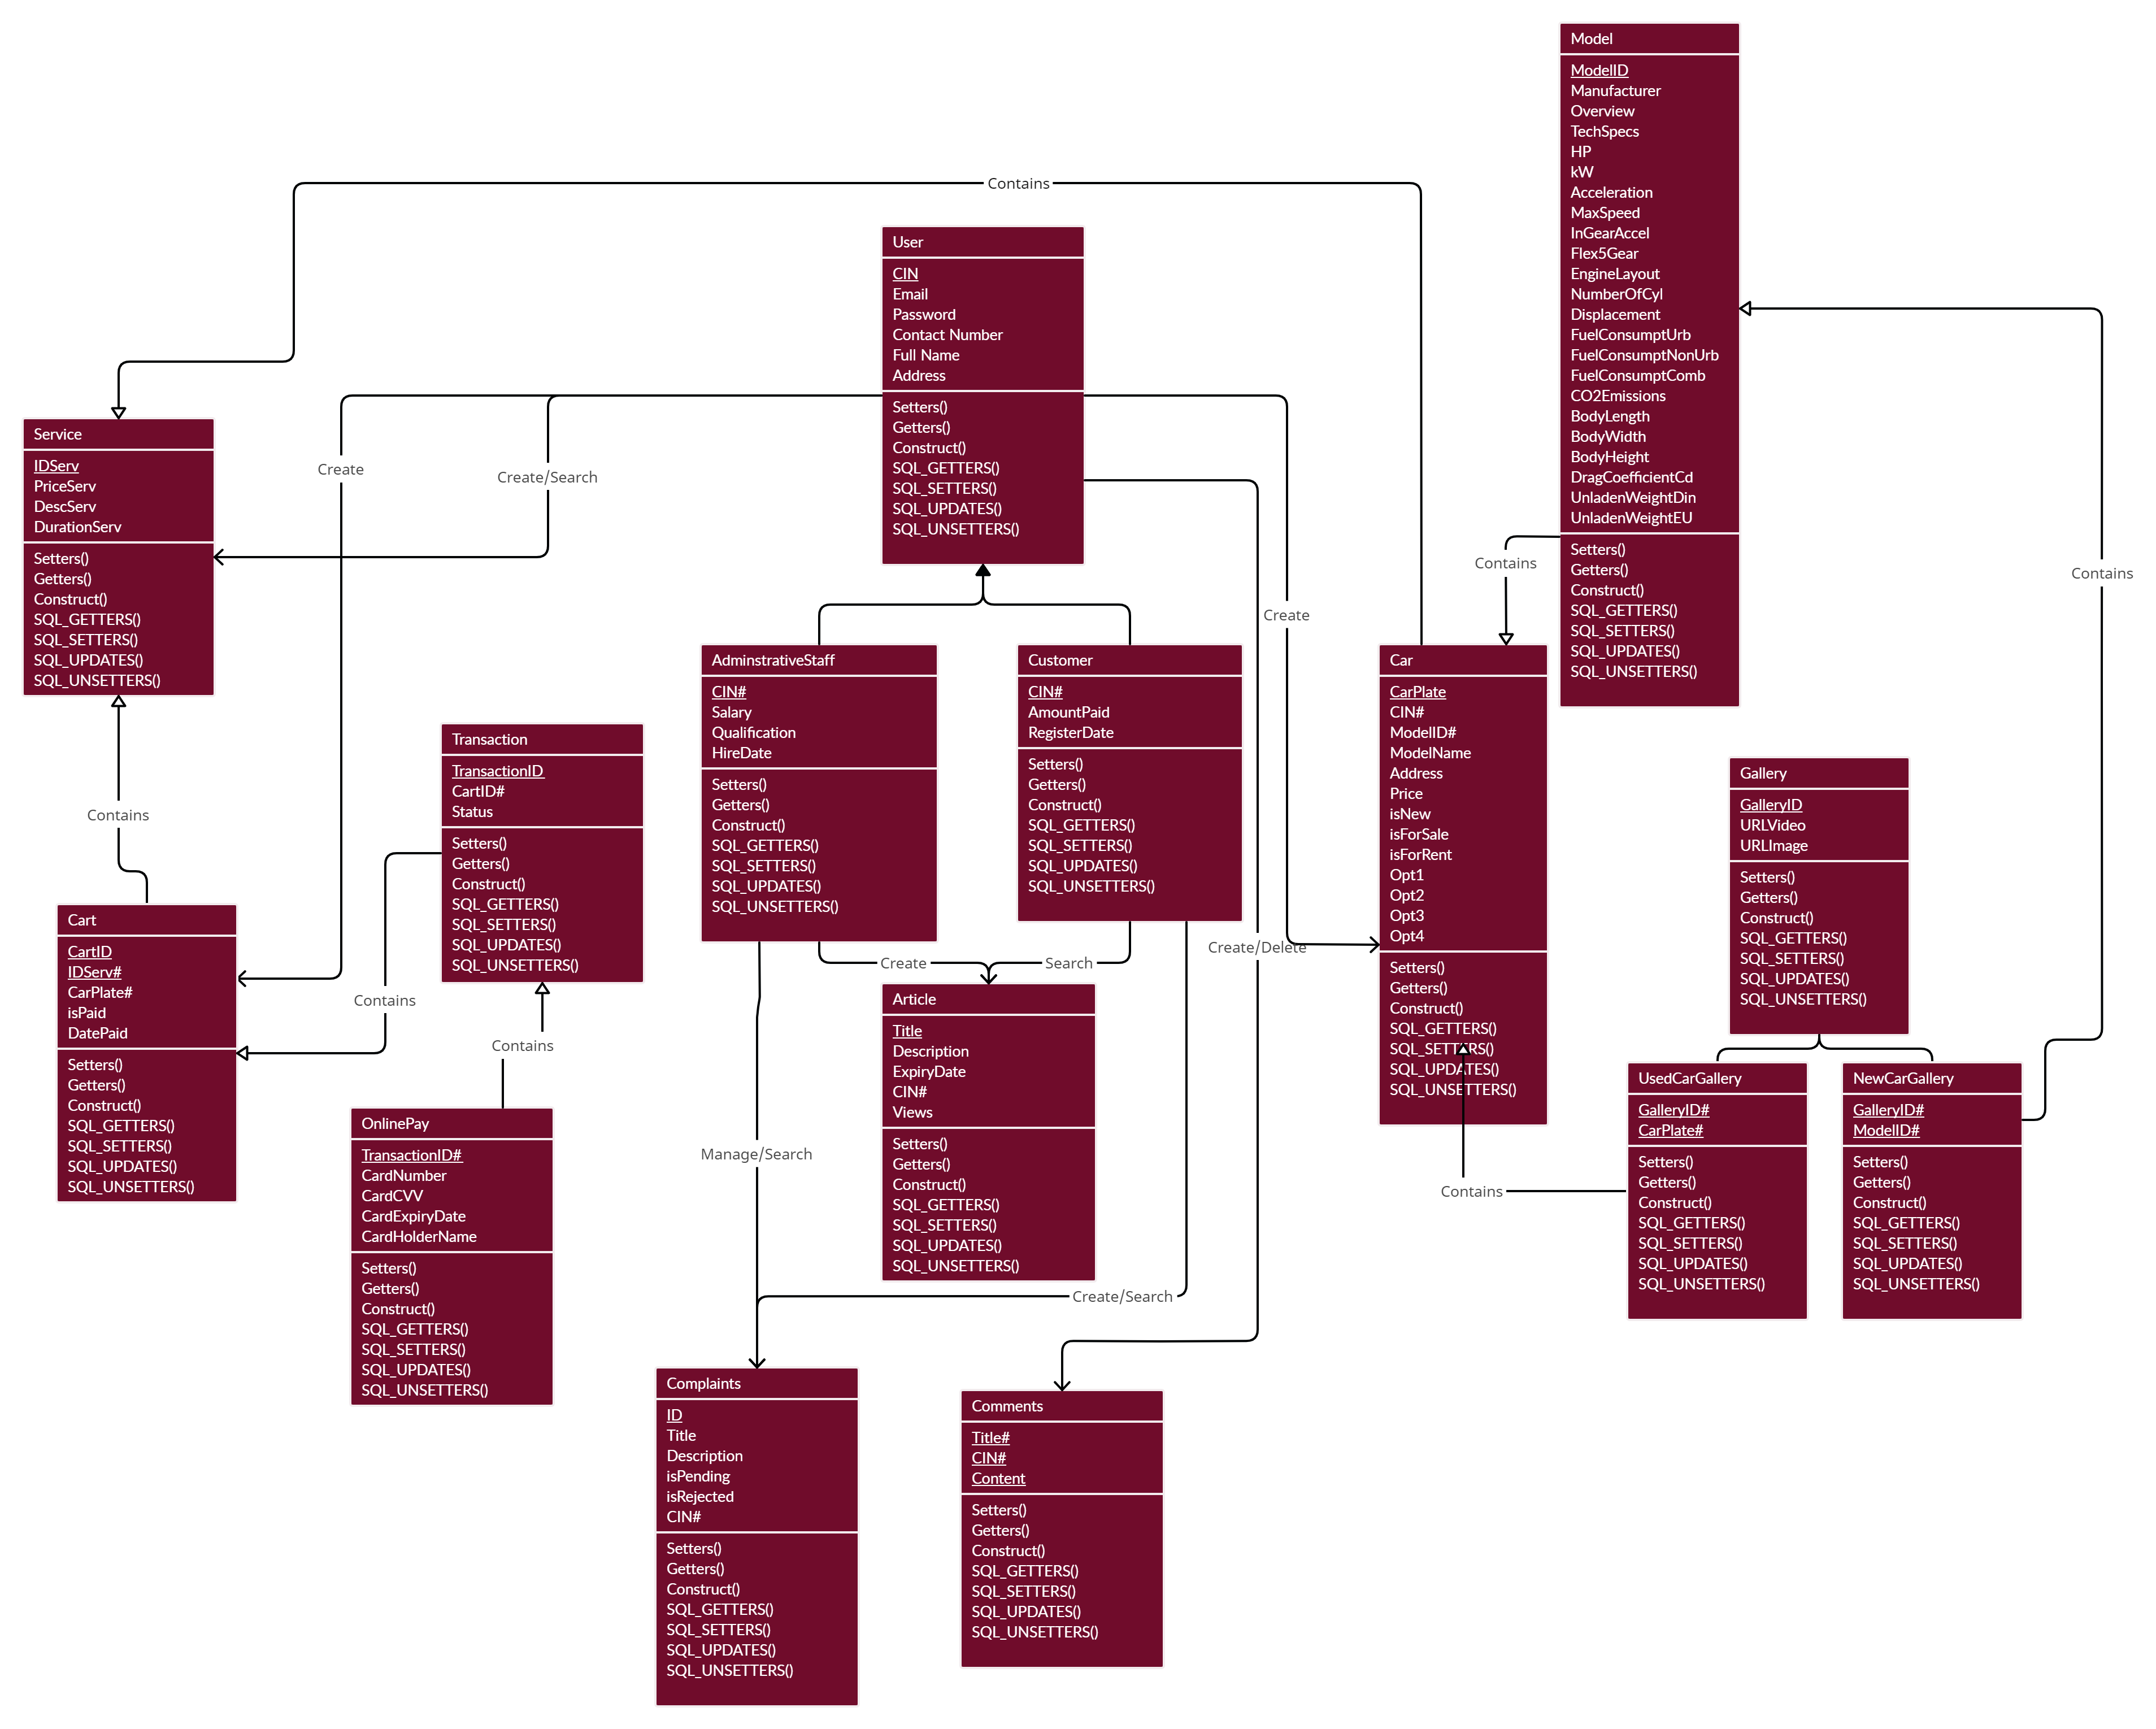 Model
ModelID
Manufacturer
Overview
TechSpecs
HP
kW
Acceleration
MaxSpeed
InGearAccel
Flex5Gear
EngineLayout
NumberOfCyl
Displacement
FuelConsumptUrb
FuelConsumptNonUrb
FuelConsumptComb
CO2Emissions
BodyLength
BodyWidth
BodyHeight
DragCoefficientCd
UnladenWeightDin
UnladenWeightEU
Setters()
Getters()
Construct()
SQL_GETTERS()
SQL_SETTERS()
SQL_UPDATES()
SQL_UNSETTERS()
Contains
User
CIN
Email
Password
Contact Number
Full Name
Address
Setters()
Getters()
Construct()
SQL_GETTERS()
SQL_SETTERS()
SQL_UPDATES()
SQL_UNSETTERS()
Service
IDServ
PriceServ
DescServ
DurationServ
Setters()
Getters()
Construct()
SQL_GETTERS()
SQL_SETTERS()
SQL_UPDATES()
SQL_UNSETTERS()
Create
Create/Search
Contains
Contains
Create
AdminstrativeStaff
CIN#
Salary
Qualification
HireDate
Setters()
Getters()
Construct()
SQL_GETTERS()
SQL_SETTERS()
SQL_UPDATES()
SQL_UNSETTERS()
Customer
CIN#
AmountPaid
RegisterDate
Setters()
Getters()
Construct()
SQL_GETTERS()
SQL_SETTERS()
SQL_UPDATES()
SQL_UNSETTERS()
Car
CarPlate
CIN#
ModelID#
ModelName
Address
Price
isNew
isForSale
isForRent
Opt1
Opt2
Opt3
Opt4
Setters()
Getters()
Construct()
SQL_GETTERS()
SQL_SETTERS()
SQL_UPDATES()
SQL_UNSETTERS()
Transaction
TransactionID
CartID#
Status
Setters()
Getters()
Construct()
SQL_GETTERS()
SQL_SETTERS()
SQL_UPDATES()
SQL_UNSETTERS()
Gallery
GalleryID
URLVideo
URLImage
Setters()
Getters()
Construct()
SQL_GETTERS()
SQL_SETTERS()
SQL_UPDATES()
SQL_UNSETTERS()
Contains
Cart
CartID
IDServ#
CarPlate#
isPaid
DatePaid
Setters()
Getters()
Construct()
SQL_GETTERS()
SQL_SETTERS()
SQL_UPDATES()
SQL_UNSETTERS()
Contains
Contains
Create
Search
Create/Delete
Article
Title
Description
ExpiryDate
CIN#
Views
Setters()
Getters()
Construct()
SQL_GETTERS()
SQL_SETTERS()
SQL_UPDATES()
SQL_UNSETTERS()
UsedCarGallery
GalleryID#
CarPlate#
Setters()
Getters()
Construct()
SQL_GETTERS()
SQL_SETTERS()
SQL_UPDATES()
SQL_UNSETTERS()
NewCarGallery
GalleryID#
ModelID#
Setters()
Getters()
Construct()
SQL_GETTERS()
SQL_SETTERS()
SQL_UPDATES()
SQL_UNSETTERS()
OnlinePay
TransactionID#
CardNumber
CardCVV
CardExpiryDate
CardHolderName
Setters()
Getters()
Construct()
SQL_GETTERS()
SQL_SETTERS()
SQL_UPDATES()
SQL_UNSETTERS()
Manage/Search
Contains
Create/Search
Complaints
ID
Title
Description
isPending
isRejected
CIN#
Setters()
Getters()
Construct()
SQL_GETTERS()
SQL_SETTERS()
SQL_UPDATES()
SQL_UNSETTERS()
Comments
Title#
CIN#
Content
Setters()
Getters()
Construct()
SQL_GETTERS()
SQL_SETTERS()
SQL_UPDATES()
SQL_UNSETTERS()